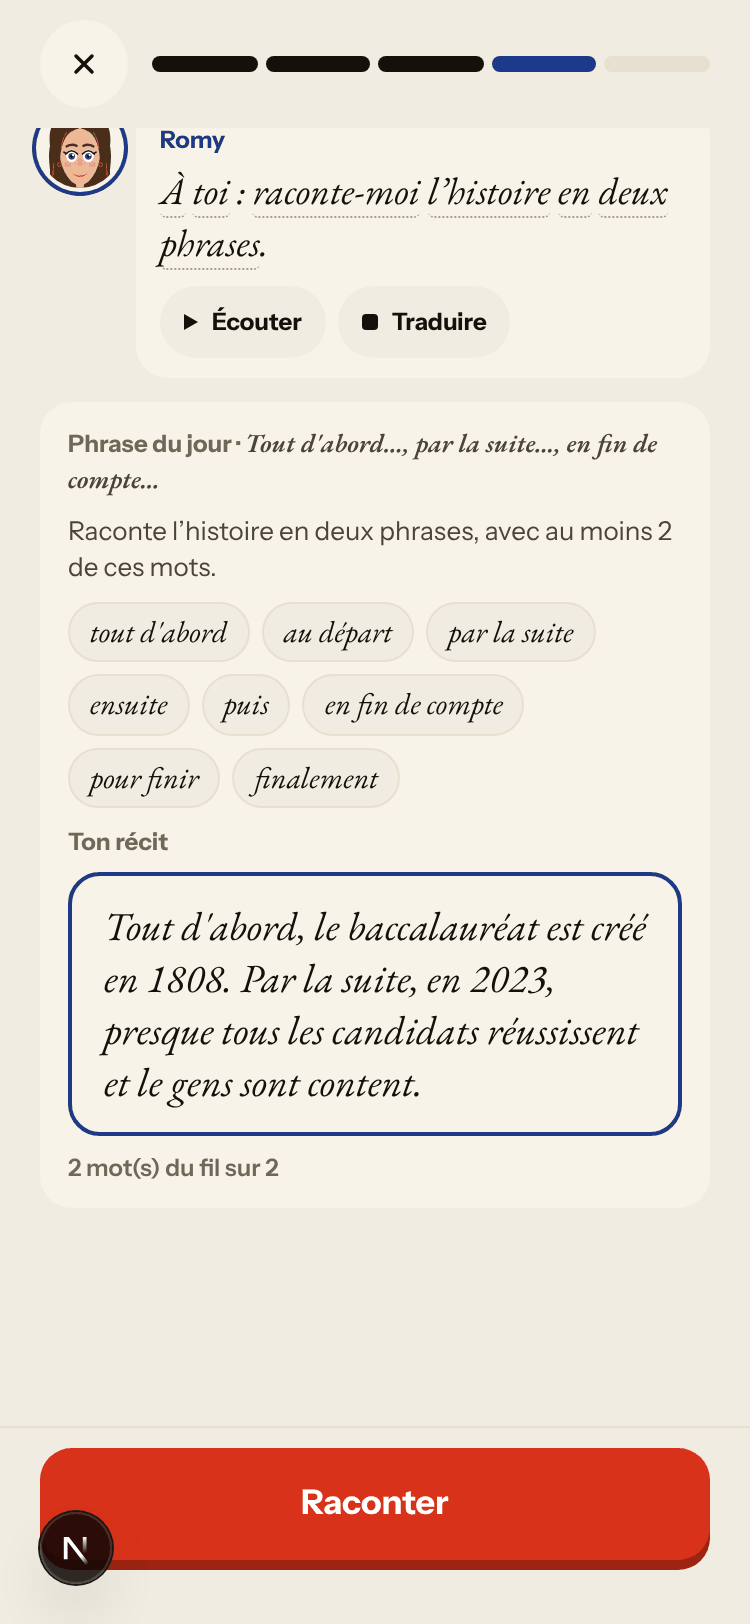 Romy
À toi : raconte-moi l’histoire en deux
phrases.
Écouter
Traduire
Phrase du jour · Tout d'abord…, par la suite…, en fin de
compte…
Raconte l’histoire en deux phrases, avec au moins 2
de ces mots.
tout d'abord
au départ
par la suite
ensuite
puis
en fin de compte
pour finir
finalement
Ton récit
Tout d'abord, le baccalauréat est créé
en 1808. Par la suite, en 2023,
presque tous les candidats réussissent
et le gens sont content.
2 mot(s) du fil sur 2
Raconter
N